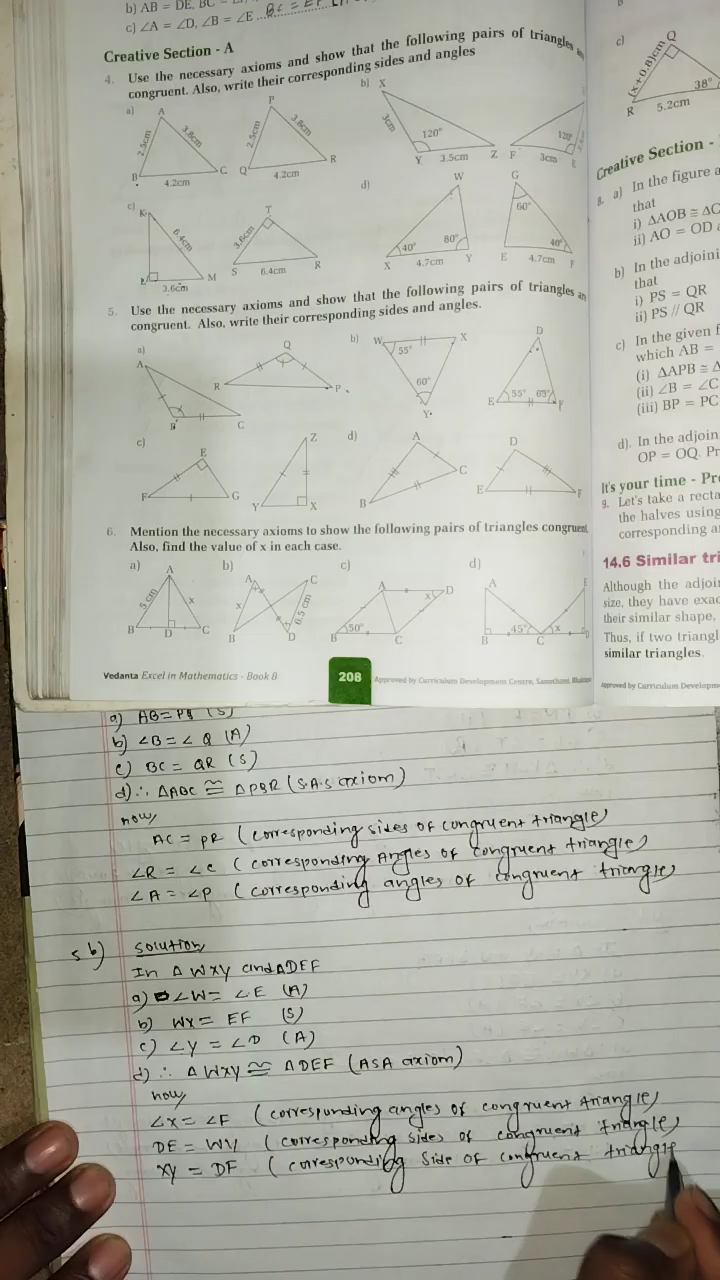 b) AB = DE, BC =
c) ∠A = ∠D, ∠B = ∠E
Creative Section - A
4. Use the necessary axioms and show that the following pairs of triangles
congruent. Also, write their corresponding sides and angles
a) A 2.5cm 3.8cm B 4.2cm C
P 2.5cm 3.8cm Q 4.2cm R
b) X 3cm 120° Y 3.5cm Z
F 120° 3cm E
c) K 6.4cm 3.6cm M
T 3.6cm S 6.4cm R
d) W 40° 80° X 4.7cm Y
G 60° 40° E 4.7cm F
5. Use the necessary axioms and show that the following pairs of triangles
congruent. Also, write their corresponding sides and angles.
a) A B C Q R P
b) W 55° X 60° Y
D E 55° F
c) E F G Z Y X
d) A B C D E F
6. Mention the necessary axioms to show the following pairs of triangles congruent
Also, find the value of x in each case.
a) A 5 cm x B D C
b) A C x 6.5 cm B D
c) A x D 50° B C
d) A 45° x B C
Vedanta Excel in Mathematics - Book 8
208
Approved by Curriculum Development Centre, Sanothimi,
c) Q (x+0.8)cm 38° R 5.2cm
Creative Section -
8. a) In the figure a
that
i) ΔAOB ≅ ΔC
ii) AO = OD
b) In the adjoini
that
i) PS = QR
ii) PS // QR
c) In the given f
which AB =
(i) ΔAPB ≅ Δ
(ii) ∠B = ∠C
(iii) BP = PC
d). In the adjoin
OP = OQ. Pr
It's your time - Pr
9. Let's take a recta
the halves using
corresponding a
14.6 Similar tri
Although the adjoi
size, they have exac
their similar shape,
Thus, if two triangl
similar triangles.
Approved by Curriculum Developm
a) AB = PQ (S)
b) ∠B = ∠Q (A)
c) BC = QR (S)
d) ∴ ΔABC ≅ ΔPQR (S.A.S axiom)
now,
AC = PR (corresponding sides of congruent triangle)
∠R = ∠C (corresponding Angles of congruent triangle)
∠A = ∠P (corresponding angles of congruent triangle)
5 b) Solution
In Δ WXY and ΔDEF
a) ∠W = ∠E (A)
b) WX = EF (S)
c) ∠Y = ∠D (A)
d) ∴ Δ WXY ≅ ΔDEF (ASA axiom)
now,
∠X = ∠F (corresponding angles of congruent triangle)
DE = WY (corresponding sides of congruent triangle)
XY = DF (corresponding side of congruent triangle